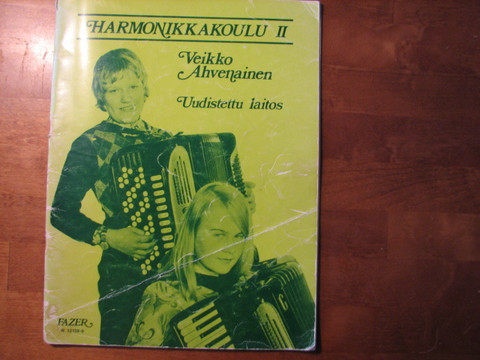 HARMONIKKAKOULU II
Veikko
Ahvenainen
Uudistettu laitos
FAZER